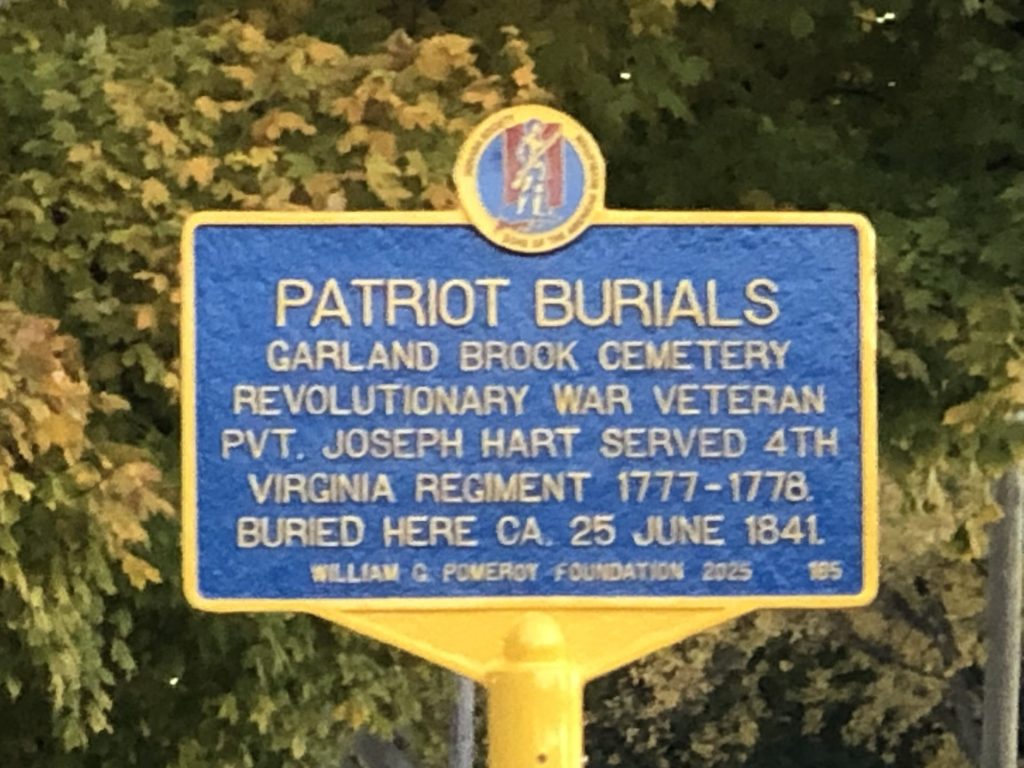 PATRIOT BURIALS
GARLAND BROOK CEMETERY
REVOLUTIONARY WAR VETERAN
PVT. JOSEPH HART SERVED 4TH
VIRGINIA REGIMENT 1777-1778.
BURIED HERE CA. 25 JUNE 1841.
WILLIAM G. POMEROY FOUNDATION 2025 185